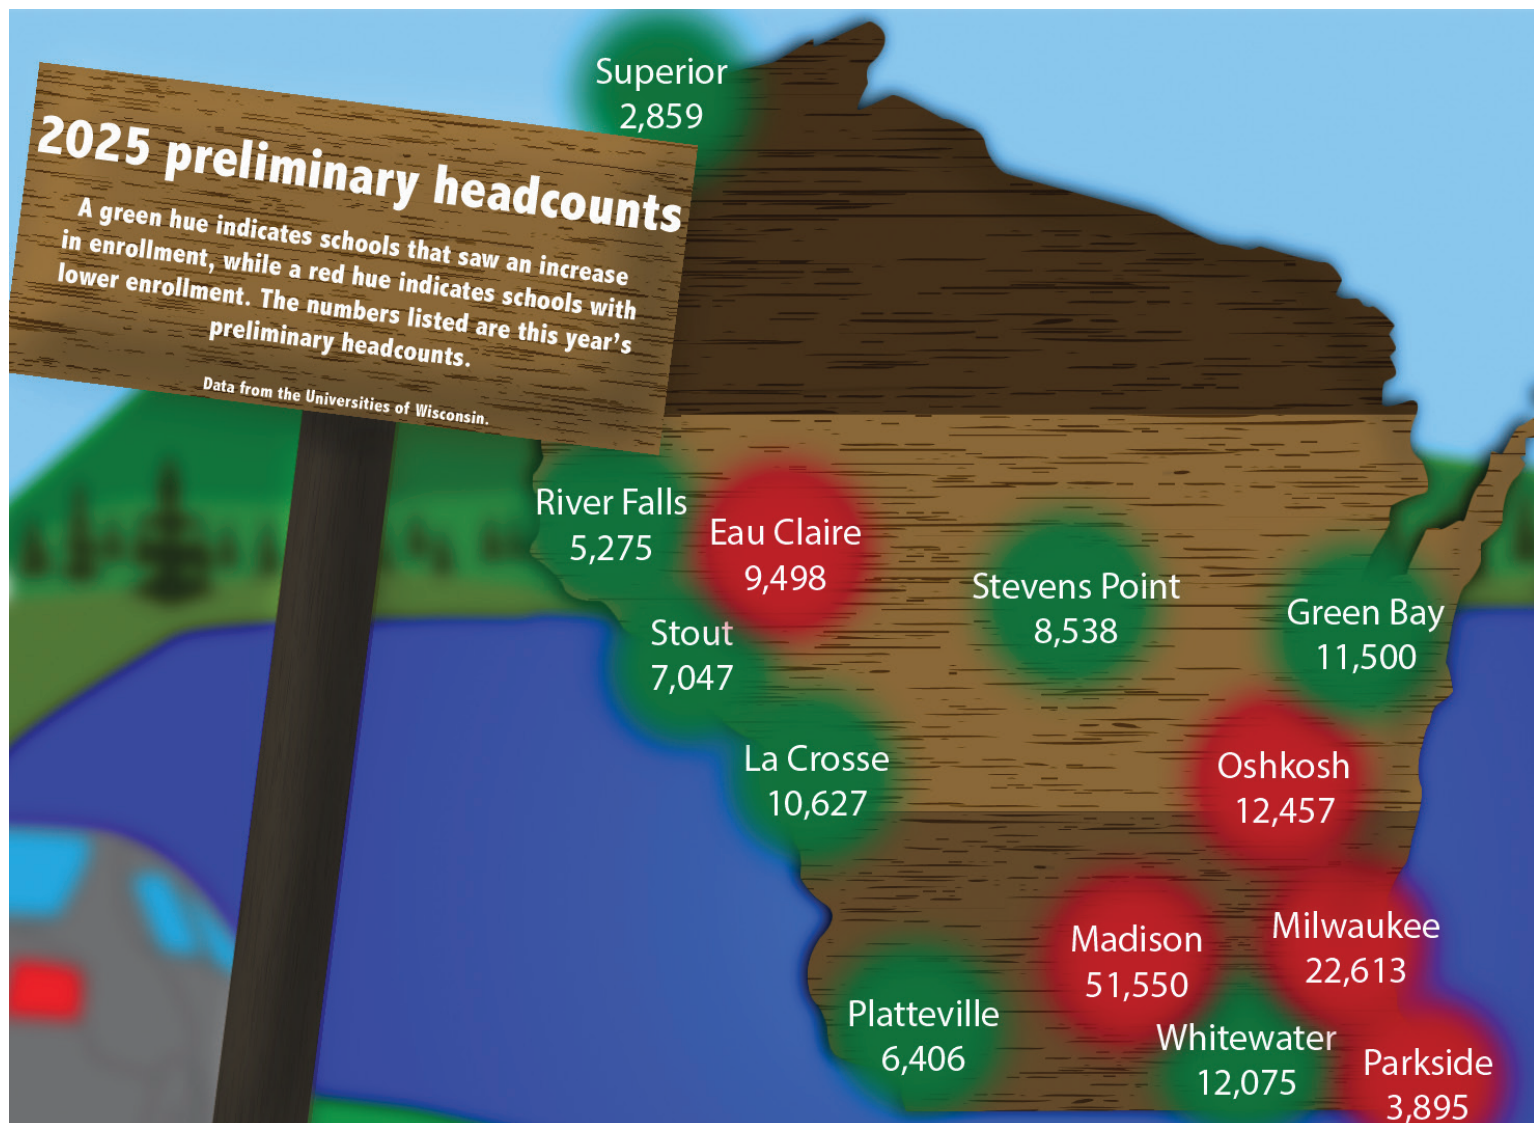 Superior
2,859
2025 preliminary headcounts
A green hue indicates schools that saw an increase
in enrollment, while a red hue indicates schools with
lower enrollment. The numbers listed are this year’s
preliminary headcounts.
Data from the Universities of Wisconsin.
River Falls
5,275
Eau Claire
9,498
Stevens Point
8,538
Green Bay
11,500
Stout
7,047
La Crosse
10,627
Oshkosh
12,457
Madison
51,550
Milwaukee
22,613
Platteville
6,406
Whitewater
12,075
Parkside
3,895